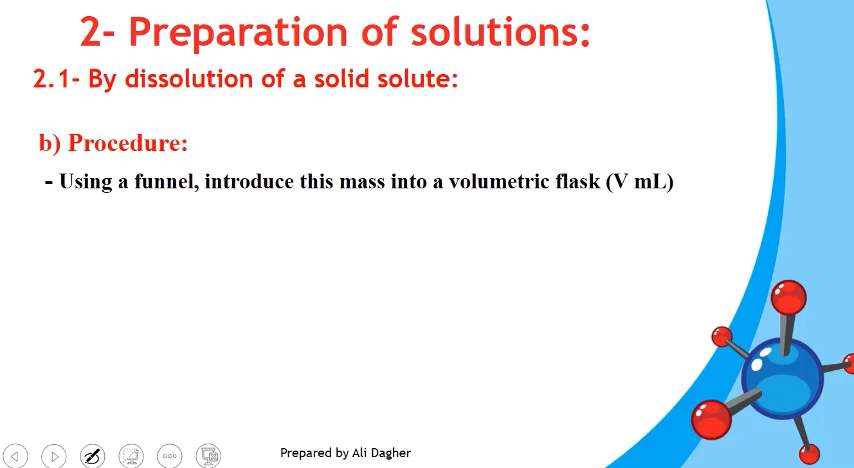 2- Preparation of solutions:
2.1- By dissolution of a solid solute:
b) Procedure:
- Using a funnel, introduce this mass into a volumetric flask (V mL)
Prepared by Ali Dagher